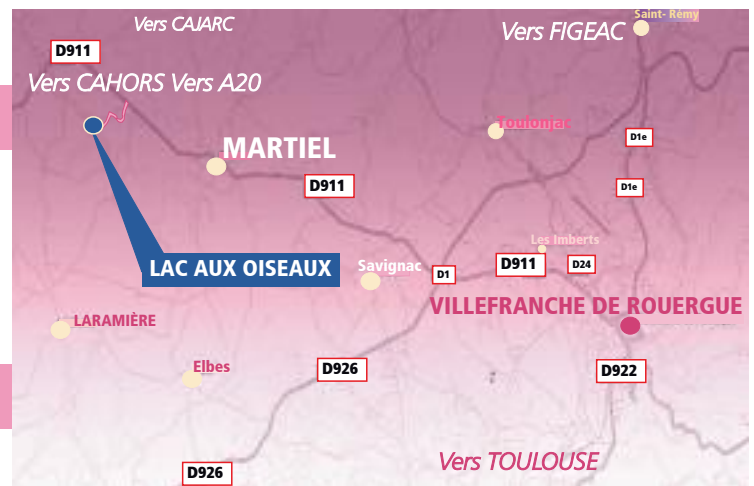 Saint- Rémy
Vers CAJARC
Vers FIGEAC
D911
Vers CAHORS Vers A20
Toulonjac
D1e
MARTIEL
D911
D1e
Les Imberts
LAC AUX OISEAUX
Savignac
D1
D911
D24
VILLEFRANCHE DE ROUERGUE
LARAMIÈRE
Elbes
D926
D922
Vers TOULOUSE
D926